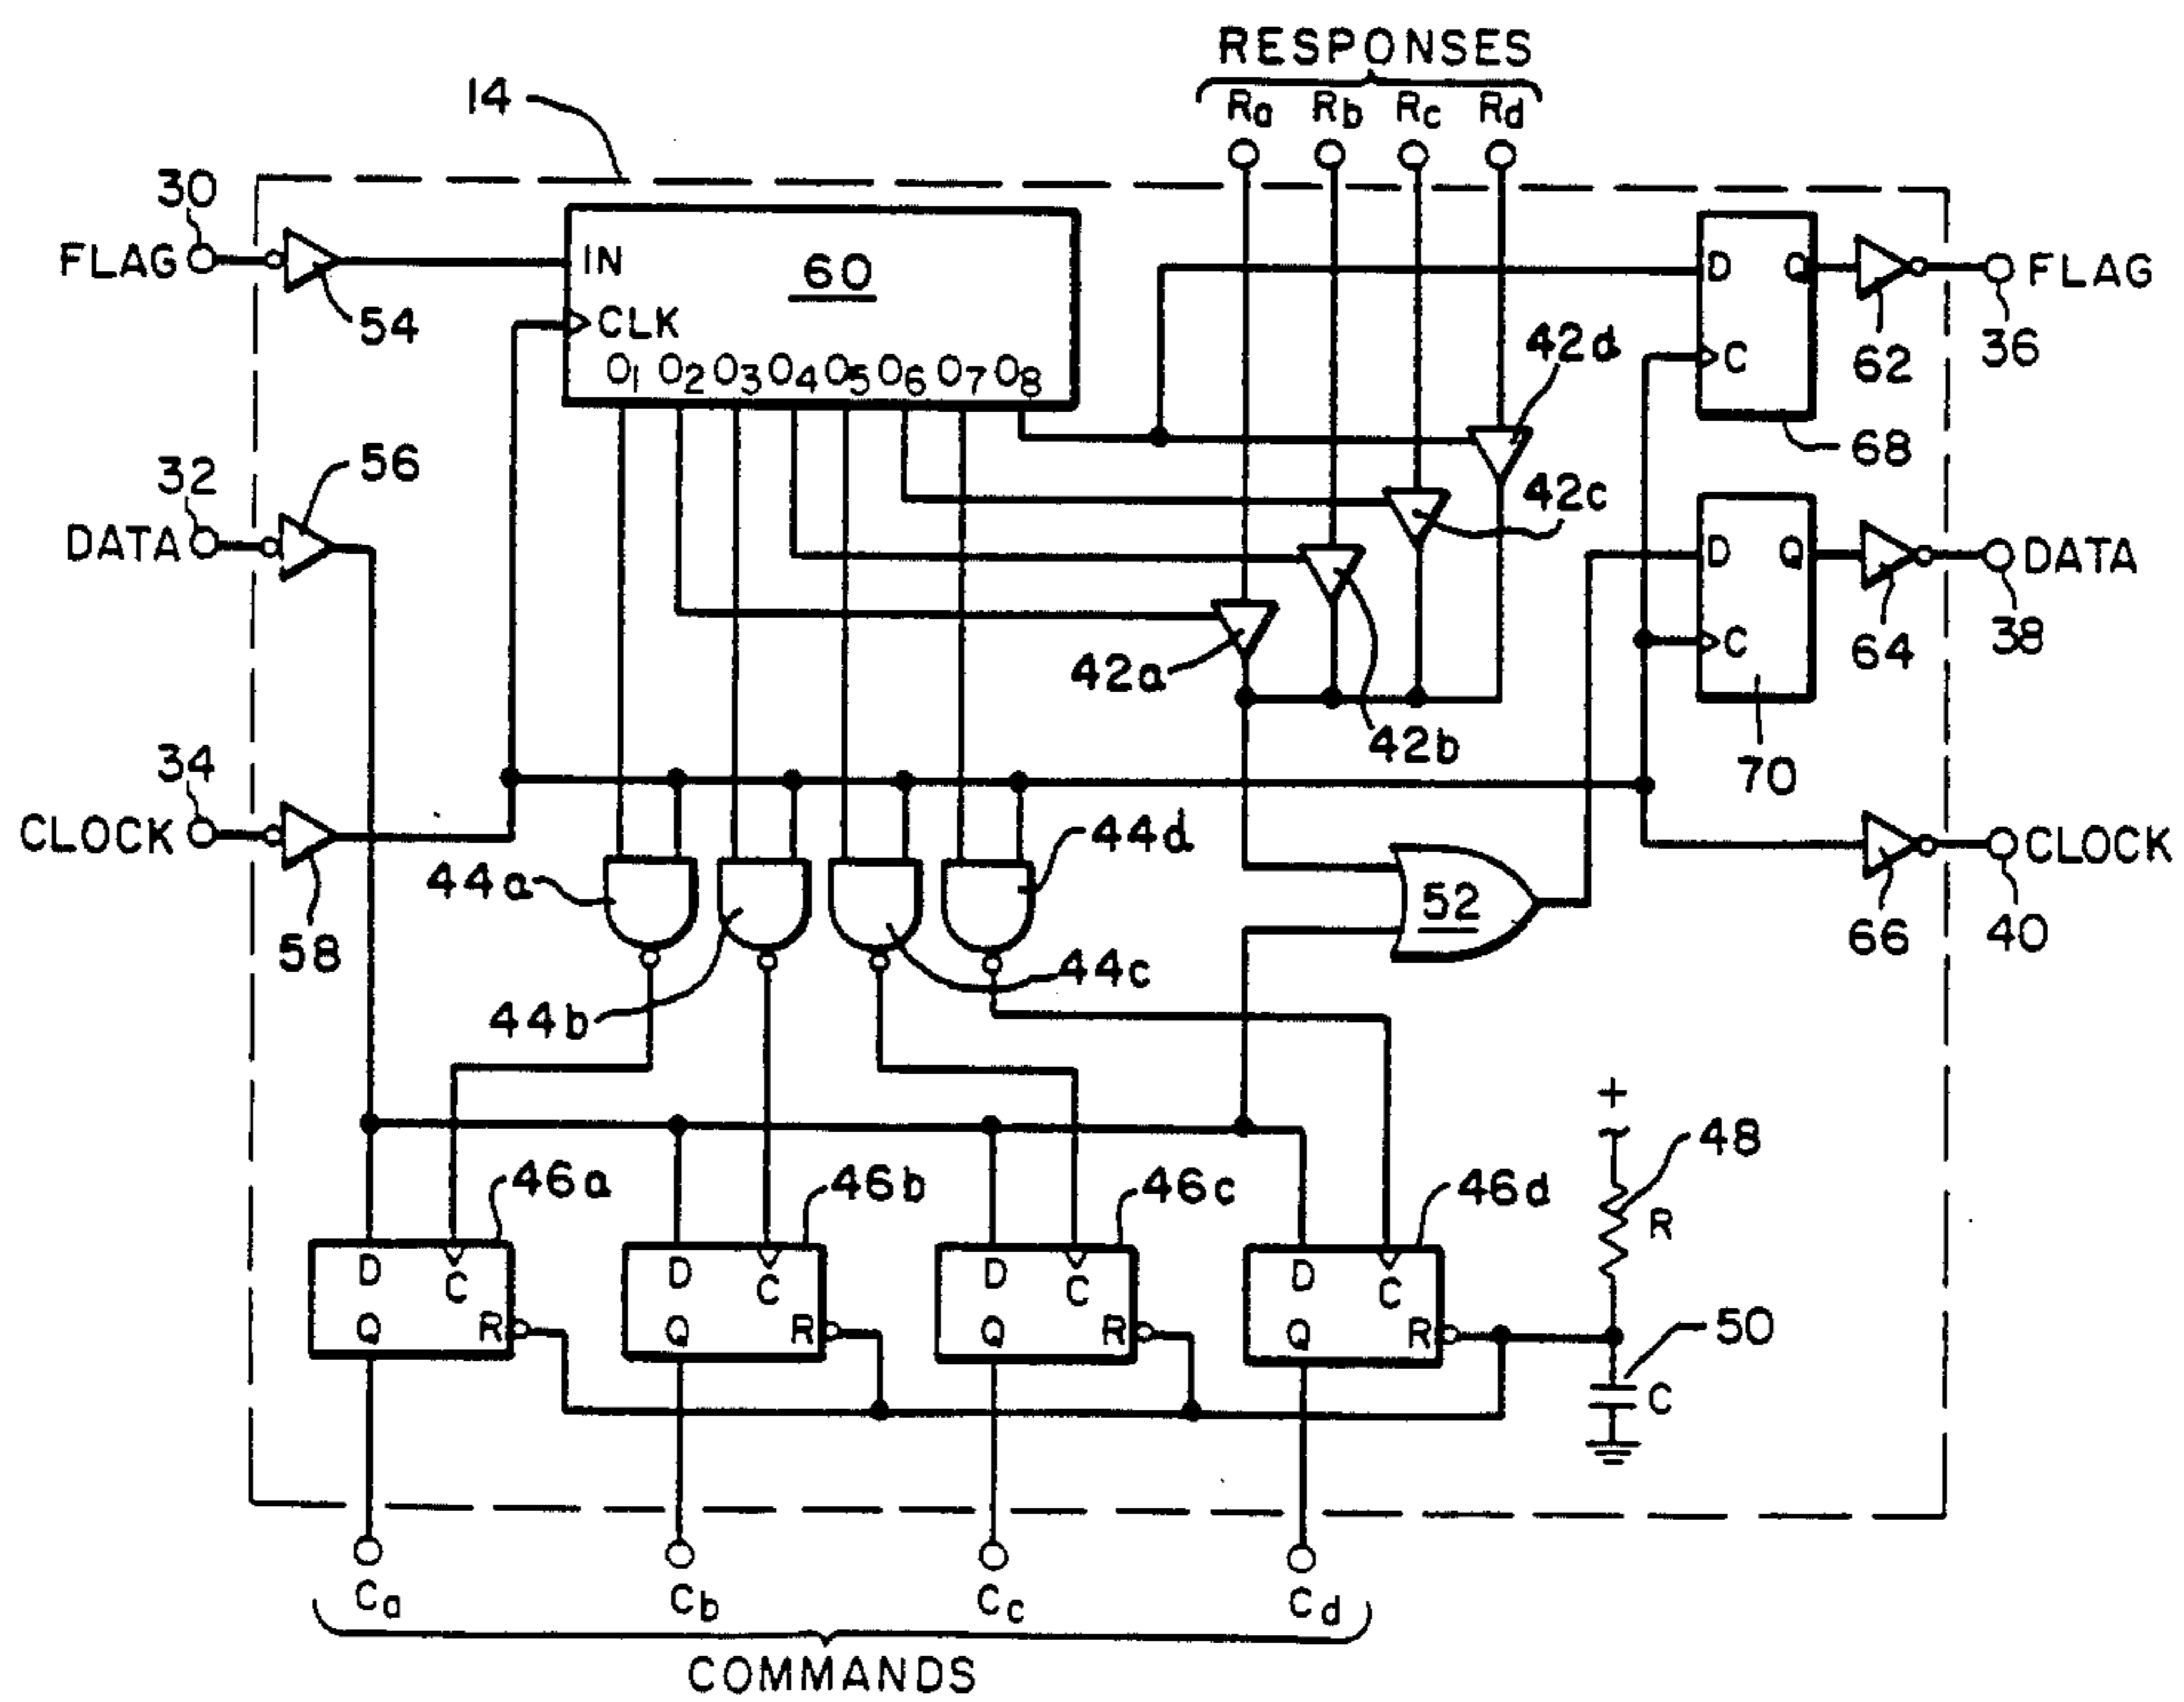 RESPONSES
Ra Rb Rc Rd
14
30
FLAG
54
IN
CLK
60
O1 O2 O3 O4 O5 O6 O7 O8
42d
42c
42a
42b
D Q
C
68
62
FLAG
36
32
DATA
56
D Q
C
70
64
DATA
38
34
CLOCK
58
44a
44b
44c
44d
52
66
CLOCK
40
46a
46b
46c
46d
D C
Q R
D C
Q R
D C
Q R
D C
Q R
+
48
R
50
C
Ca Cb Cc Cd
COMMANDS